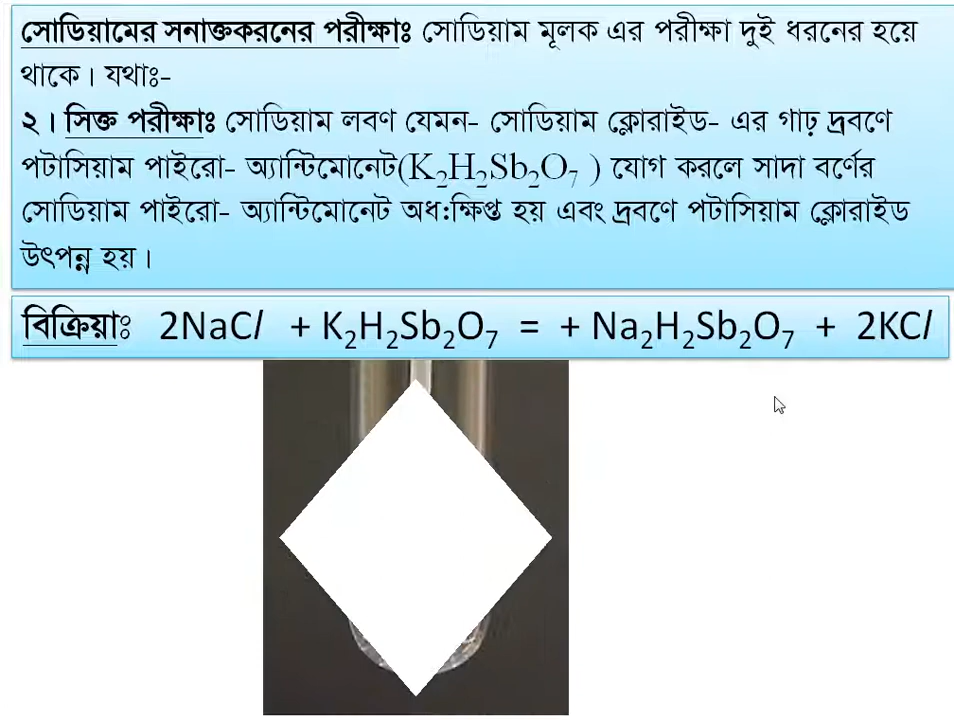 সোডিয়ামের সনাক্তকরনের পরীক্ষাঃ সোডিয়াম মূলক এর পরীক্ষা দুই ধরনের হয়ে
থাকে। যথাঃ-
২। সিক্ত পরীক্ষাঃ সোডিয়াম লবণ যেমন- সোডিয়াম ক্লোরাইড- এর গাঢ় দ্রবণে
পটাসিয়াম পাইরো- অ্যান্টিমোনেট(K₂H₂Sb₂O₇ ) যোগ করলে সাদা বর্ণের
সোডিয়াম পাইরো- অ্যান্টিমোনেট অধ:ক্ষিপ্ত হয় এবং দ্রবণে পটাসিয়াম ক্লোরাইড
উৎপন্ন হয়।
বিক্রিয়াঃ 2NaCl + K₂H₂Sb₂O₇ = + Na₂H₂Sb₂O₇ + 2KCl